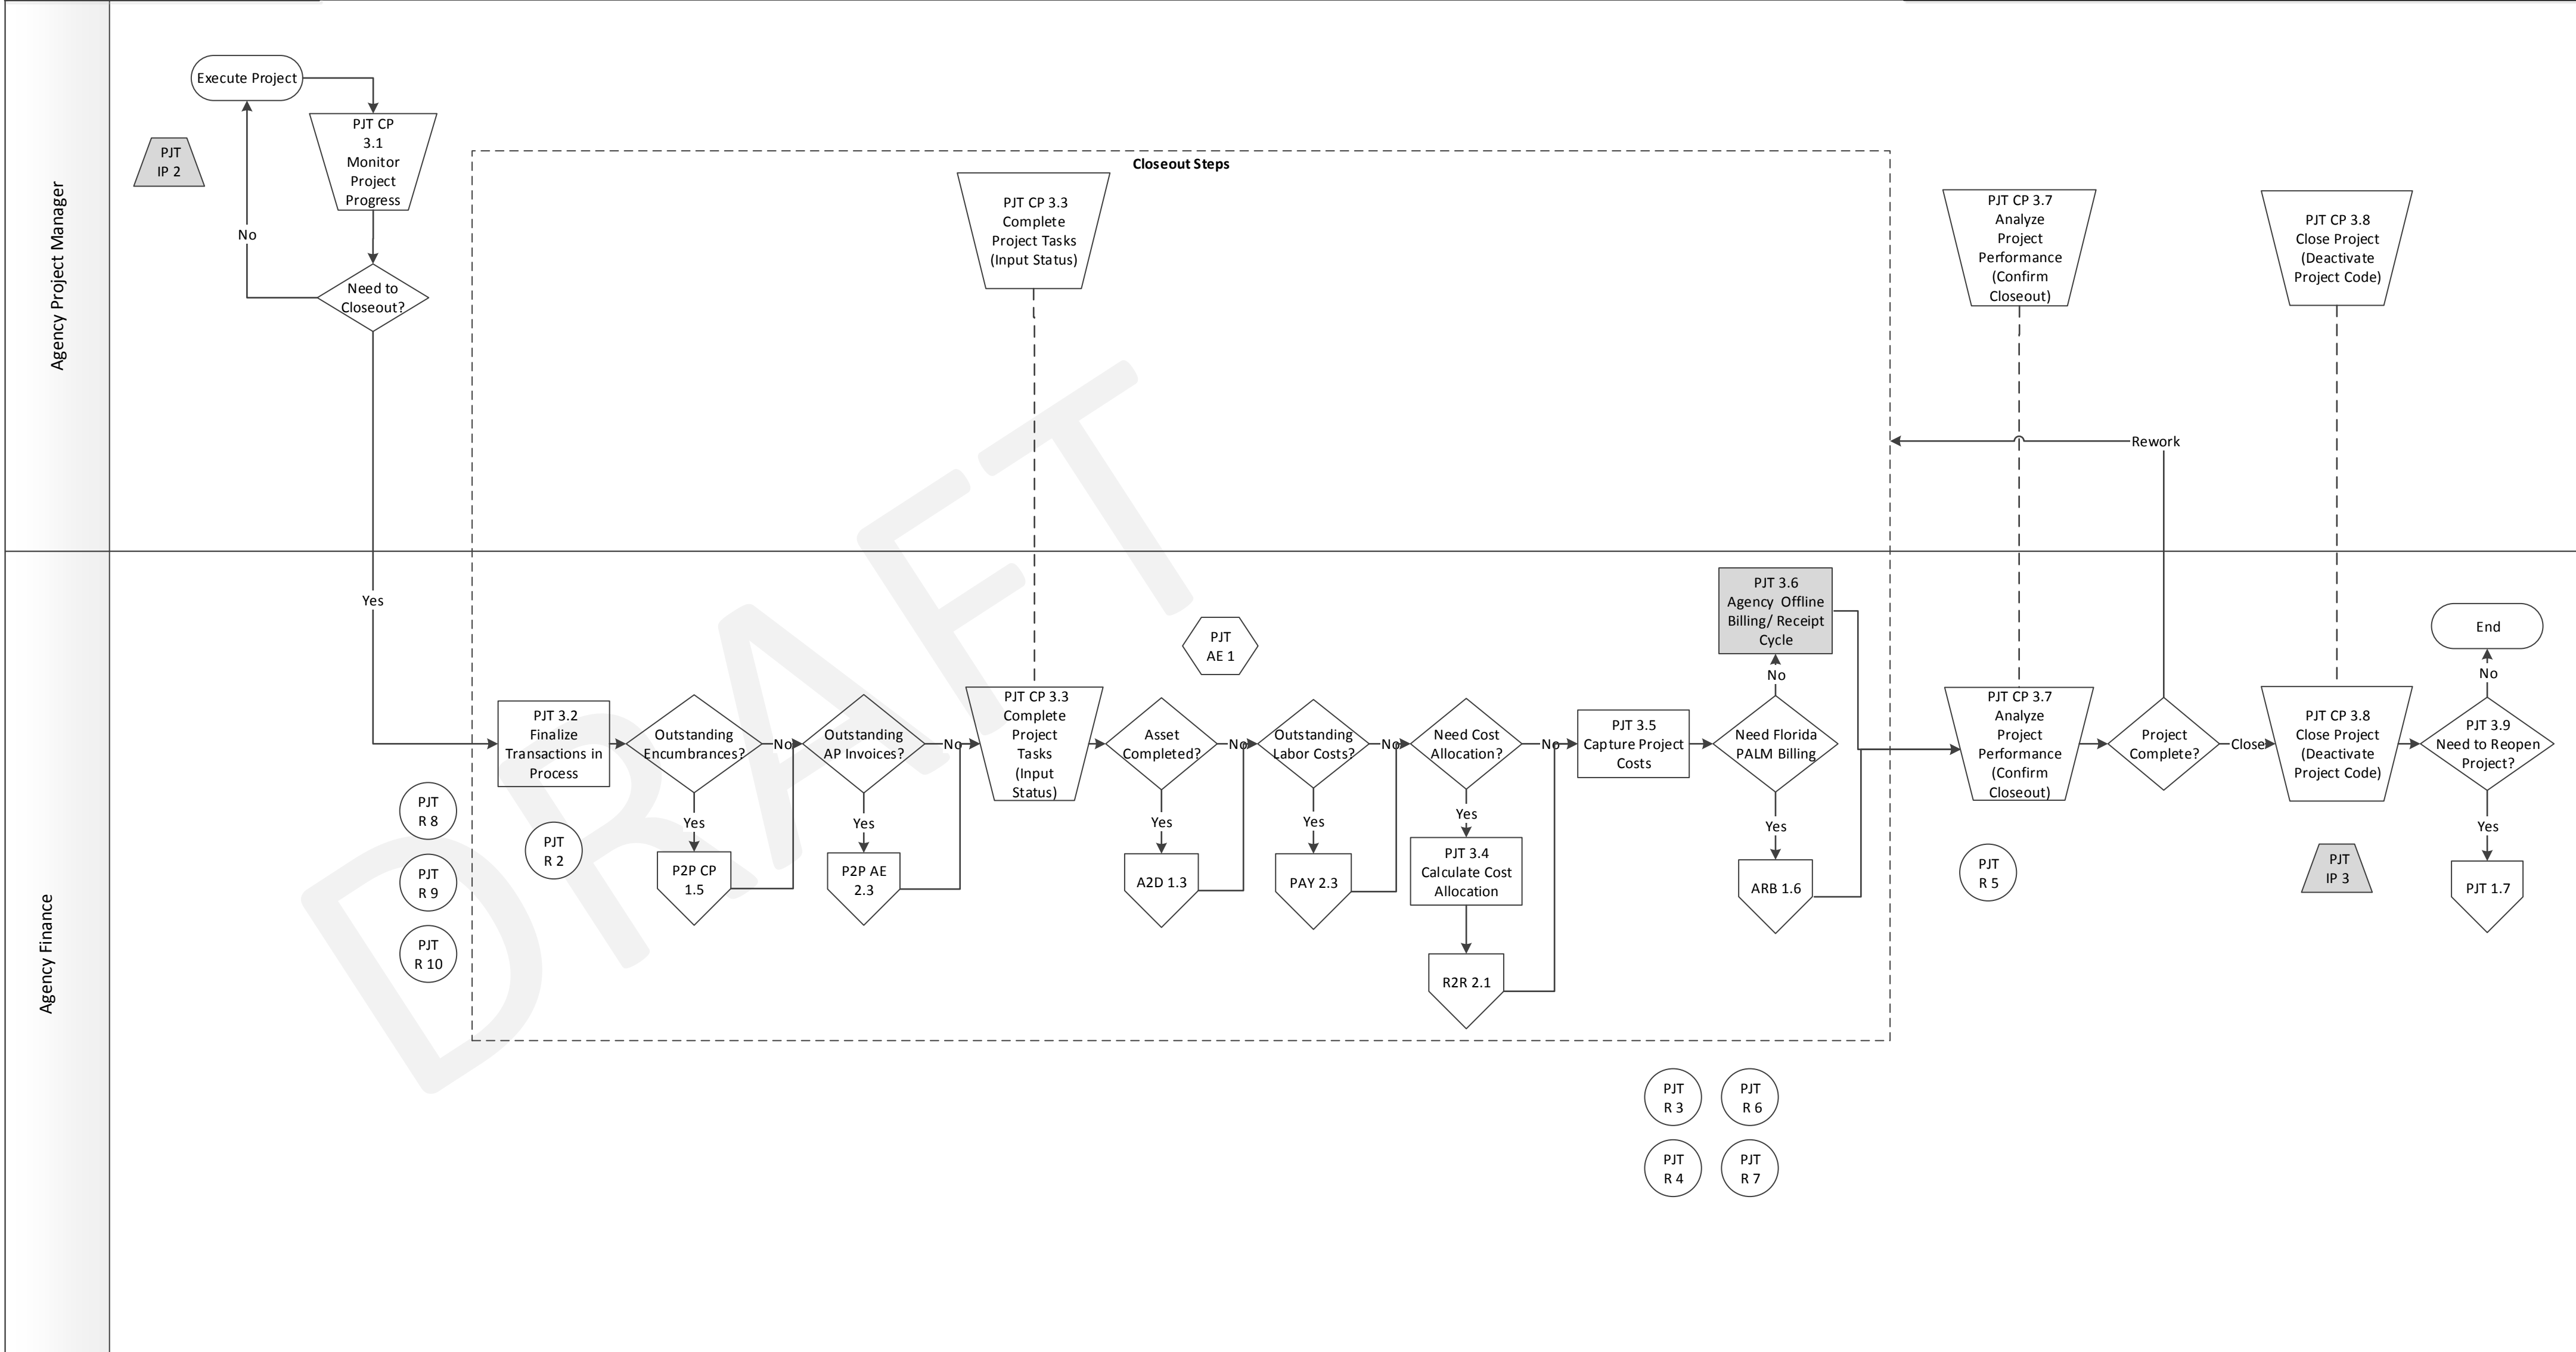 Agency Project Manager
Execute Project
PJT
IP 2
PJT CP
3.1
Monitor
Project
Progress
No
Need to
Closeout?
Yes
Closeout Steps
PJT CP 3.3
Complete
Project Tasks
(Input Status)
PJT CP 3.7
Analyze
Project
Performance
(Confirm
Closeout)
PJT CP 3.8
Close Project
(Deactivate
Project Code)
Rework
DRAFT
Agency Finance
PJT
R 8
PJT
R 9
PJT
R 10
PJT 3.2
Finalize
Transactions in
Process
PJT
R 2
Outstanding
Encumbrances?
No
Yes
P2P CP
1.5
Outstanding
AP Invoices?
No
Yes
P2P AE
2.3
PJT CP 3.3
Complete
Project
Tasks
(Input
Status)
PJT
AE 1
Asset
Completed?
No
Yes
A2D 1.3
Outstanding
Labor Costs?
No
Yes
PAY 2.3
Need Cost
Allocation?
No
Yes
PJT 3.4
Calculate Cost
Allocation
R2R 2.1
PJT 3.5
Capture Project
Costs
PJT 3.6
Agency Offline
Billing/ Receipt
Cycle
No
Need Florida
PALM Billing
Yes
ARB 1.6
PJT CP 3.7
Analyze
Project
Performance
(Confirm
Closeout)
PJT
R 5
Project
Complete?
Close
PJT CP 3.8
Close Project
(Deactivate
Project Code)
PJT
IP 3
End
No
PJT 3.9
Need to Reopen
Project?
Yes
PJT 1.7
PJT
R 3
PJT
R 6
PJT
R 4
PJT
R 7